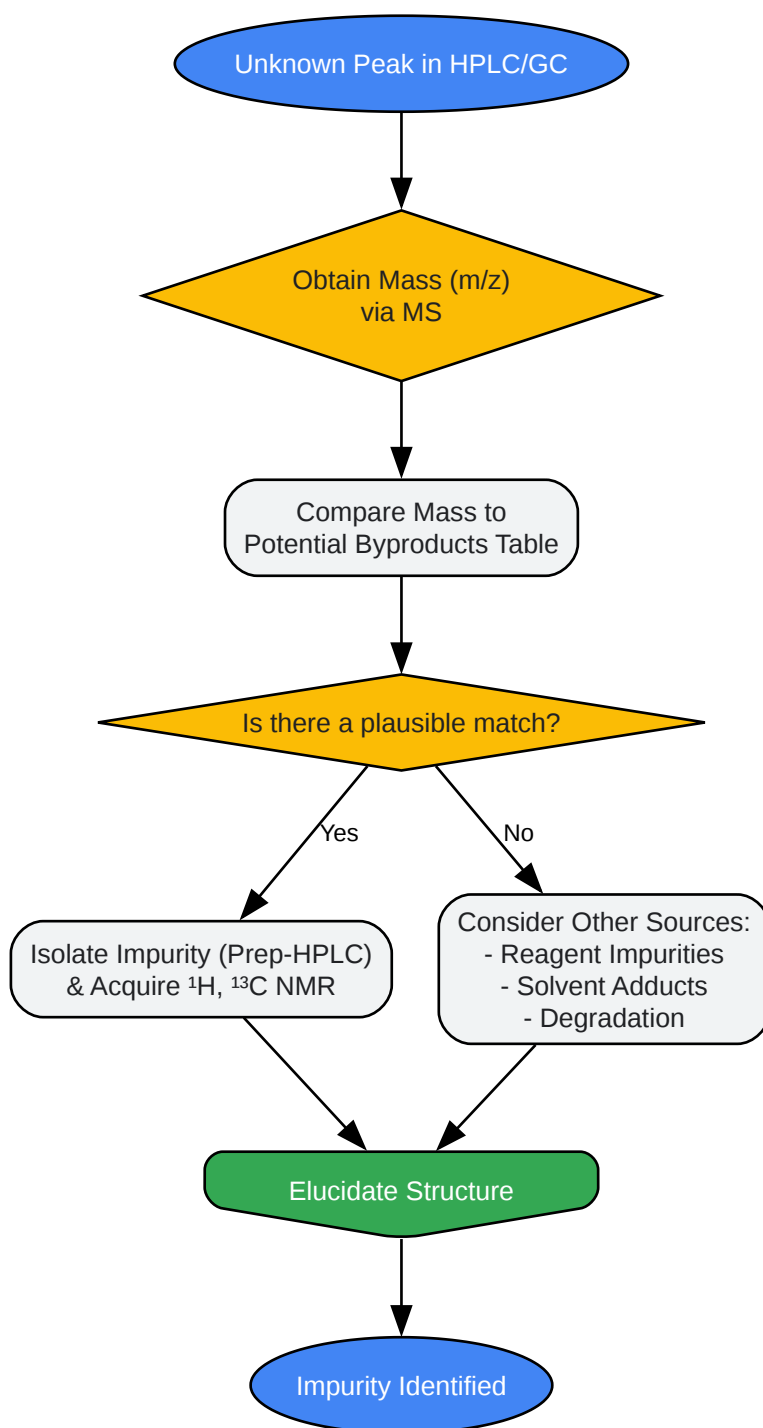 Unknown Peak in HPLC/GC
Obtain Mass (m/z)
via MS
Compare Mass to
Potential Byproducts Table
Is there a plausible match?
Yes
No
Isolate Impurity (Prep-HPLC)
& Acquire ¹H, ¹³C NMR
Consider Other Sources:
- Reagent Impurities
- Solvent Adducts
- Degradation
Elucidate Structure
Impurity Identified